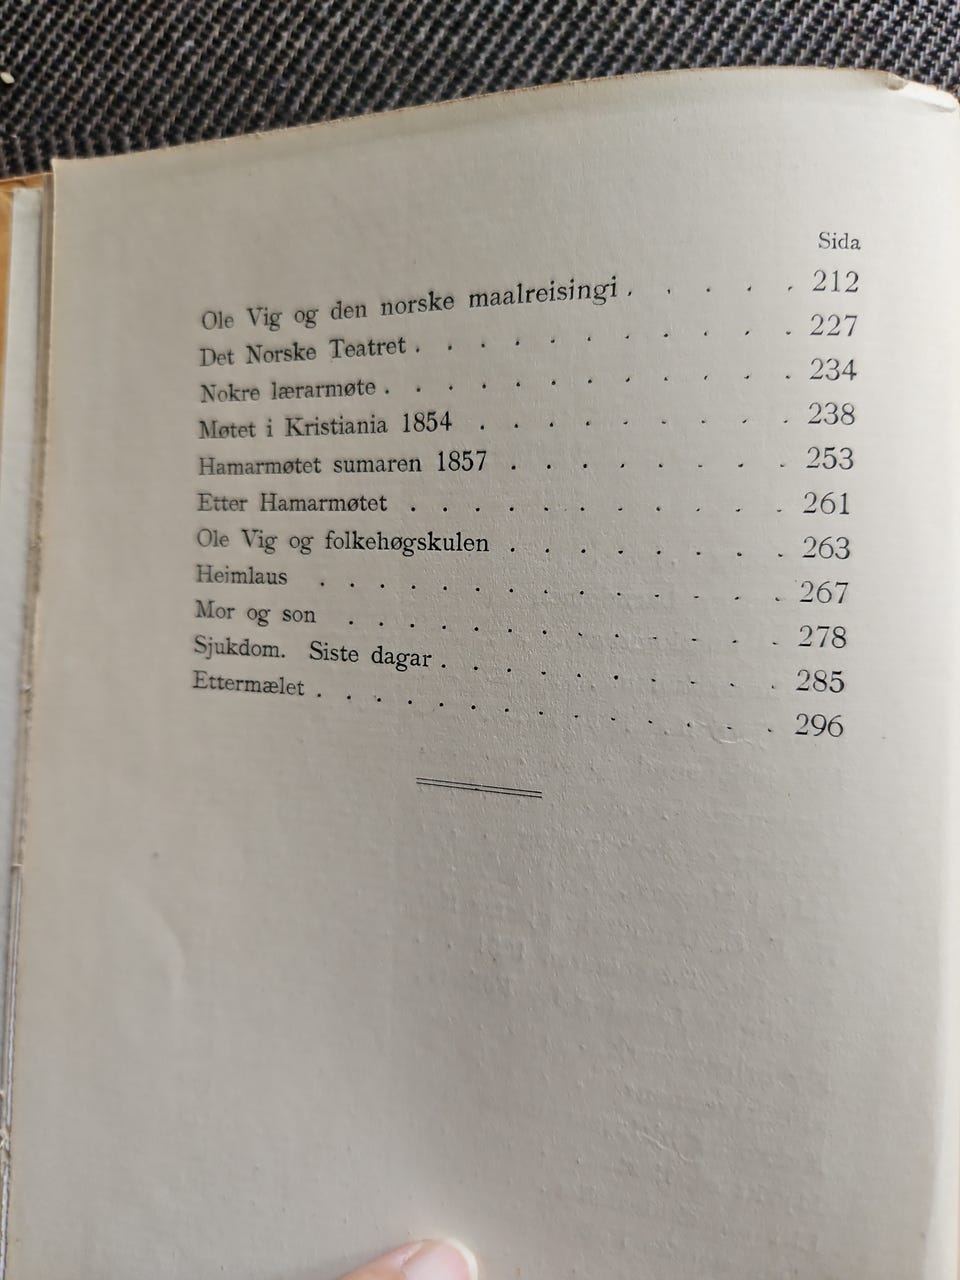 Sida
Ole Vig og den norske maalreisingi . . . . . 212
Det Norske Teatret . . . . . . . . . . . 227
Nokre lærarmøte . . . . . . . . . . . . 234
Møtet i Kristiania 1854 . . . . . . . . . 238
Hamarmøtet sumaren 1857 . . . . . . . . 253
Etter Hamarmøtet . . . . . . . . . . . 261
Ole Vig og folkehøgskulen . . . . . . . . 263
Heimlaus . . . . . . . . . . . . . 267
Mor og son . . . . . . . . . . . . 278
Sjukdom. Siste dagar . . . . . . . . . . 285
Ettermælet . . . . . . . . . . . . . 296